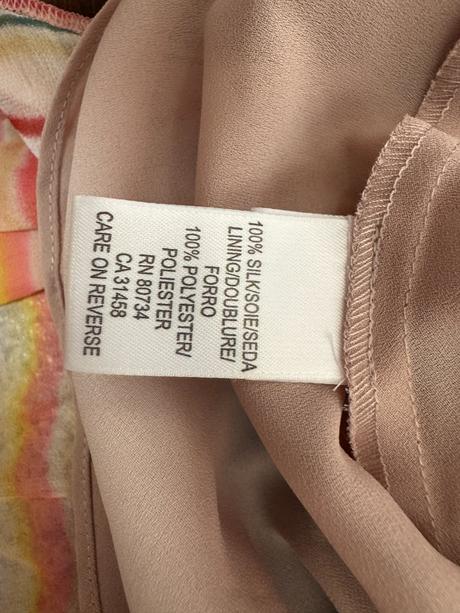 100% SILK/SOIE/SEDA
LINING/DOUBLURE/
FORRO
100% POLYESTER/
POLIESTER
RN 80734
CA 31458
CARE ON REVERSE